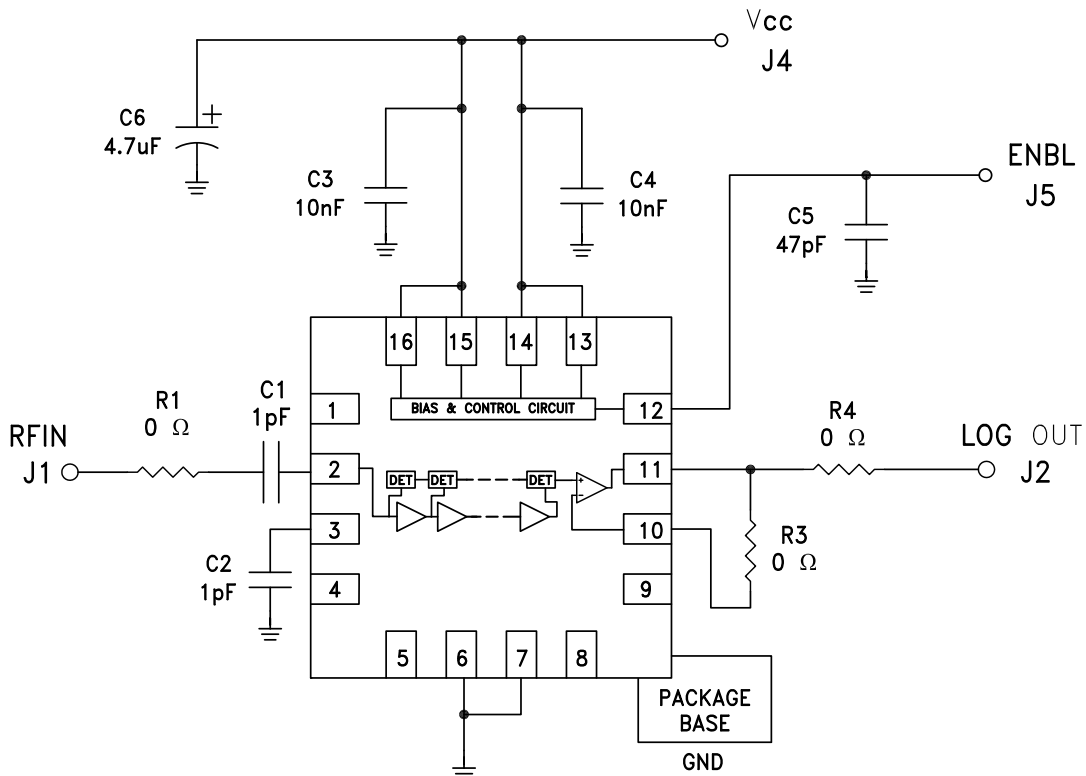 Vcc
J4
C6
4.7uF
+
C3
10nF
C4
10nF
ENBL
J5
C5
47pF
16
15
14
13
BIAS & CONTROL CIRCUIT
1
12
R1
0 Ω
C1
1pF
RFIN
J1
R4
0 Ω
LOG OUT
J2
2
11
DET
DET
DET
+
-
3
10
C2
1pF
R3
0 Ω
4
9
5
6
7
8
PACKAGE
BASE
GND